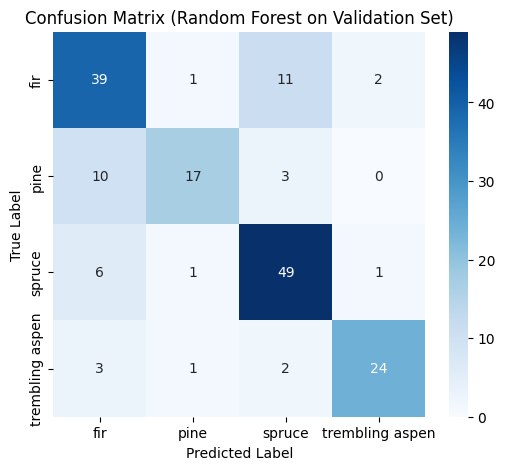 Confusion Matrix (Random Forest on Validation Set)
True Label
fir
39 1 11 2
pine
10 17 3 0
spruce
6 1 49 1
trembling aspen
3 1 2 24
fir pine spruce trembling aspen
Predicted Label
40
30
20
10
0